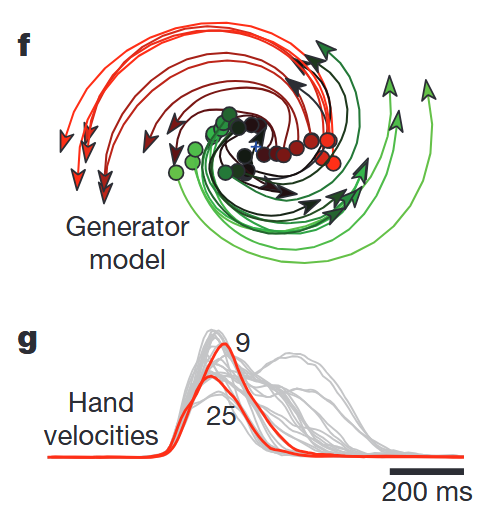 f
Generator
model
g
9
Hand
velocities
25
200 ms